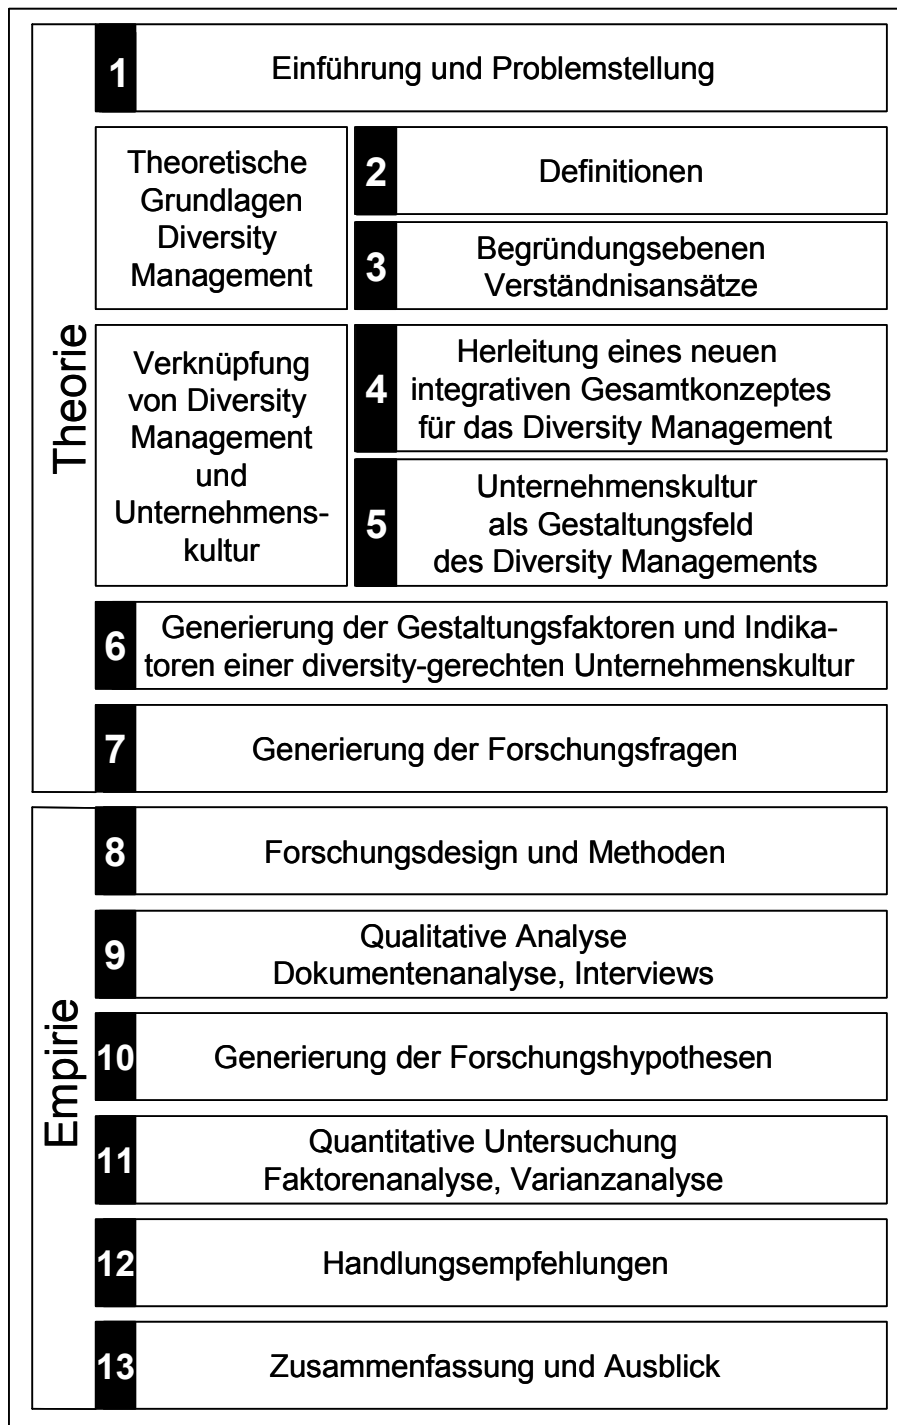 Theorie
1
Einführung und Problemstellung
Theoretische
Grundlagen
Diversity
Management
2
Definitionen
3
Begründungsebenen
Verständnisansätze
Verknüpfung
von Diversity
Management
und
Unternehmens-
kultur
4
Herleitung eines neuen
integrativen Gesamtkonzeptes
für das Diversity Management
5
Unternehmenskultur
als Gestaltungsfeld
des Diversity Managements
6
Generierung der Gestaltungsfaktoren und Indika-
toren einer diversity-gerechten Unternehmenskultur
7
Generierung der Forschungsfragen
Empirie
8
Forschungsdesign und Methoden
9
Qualitative Analyse
Dokumentenanalyse, Interviews
10
Generierung der Forschungshypothesen
11
Quantitative Untersuchung
Faktorenanalyse, Varianzanalyse
12
Handlungsempfehlungen
13
Zusammenfassung und Ausblick